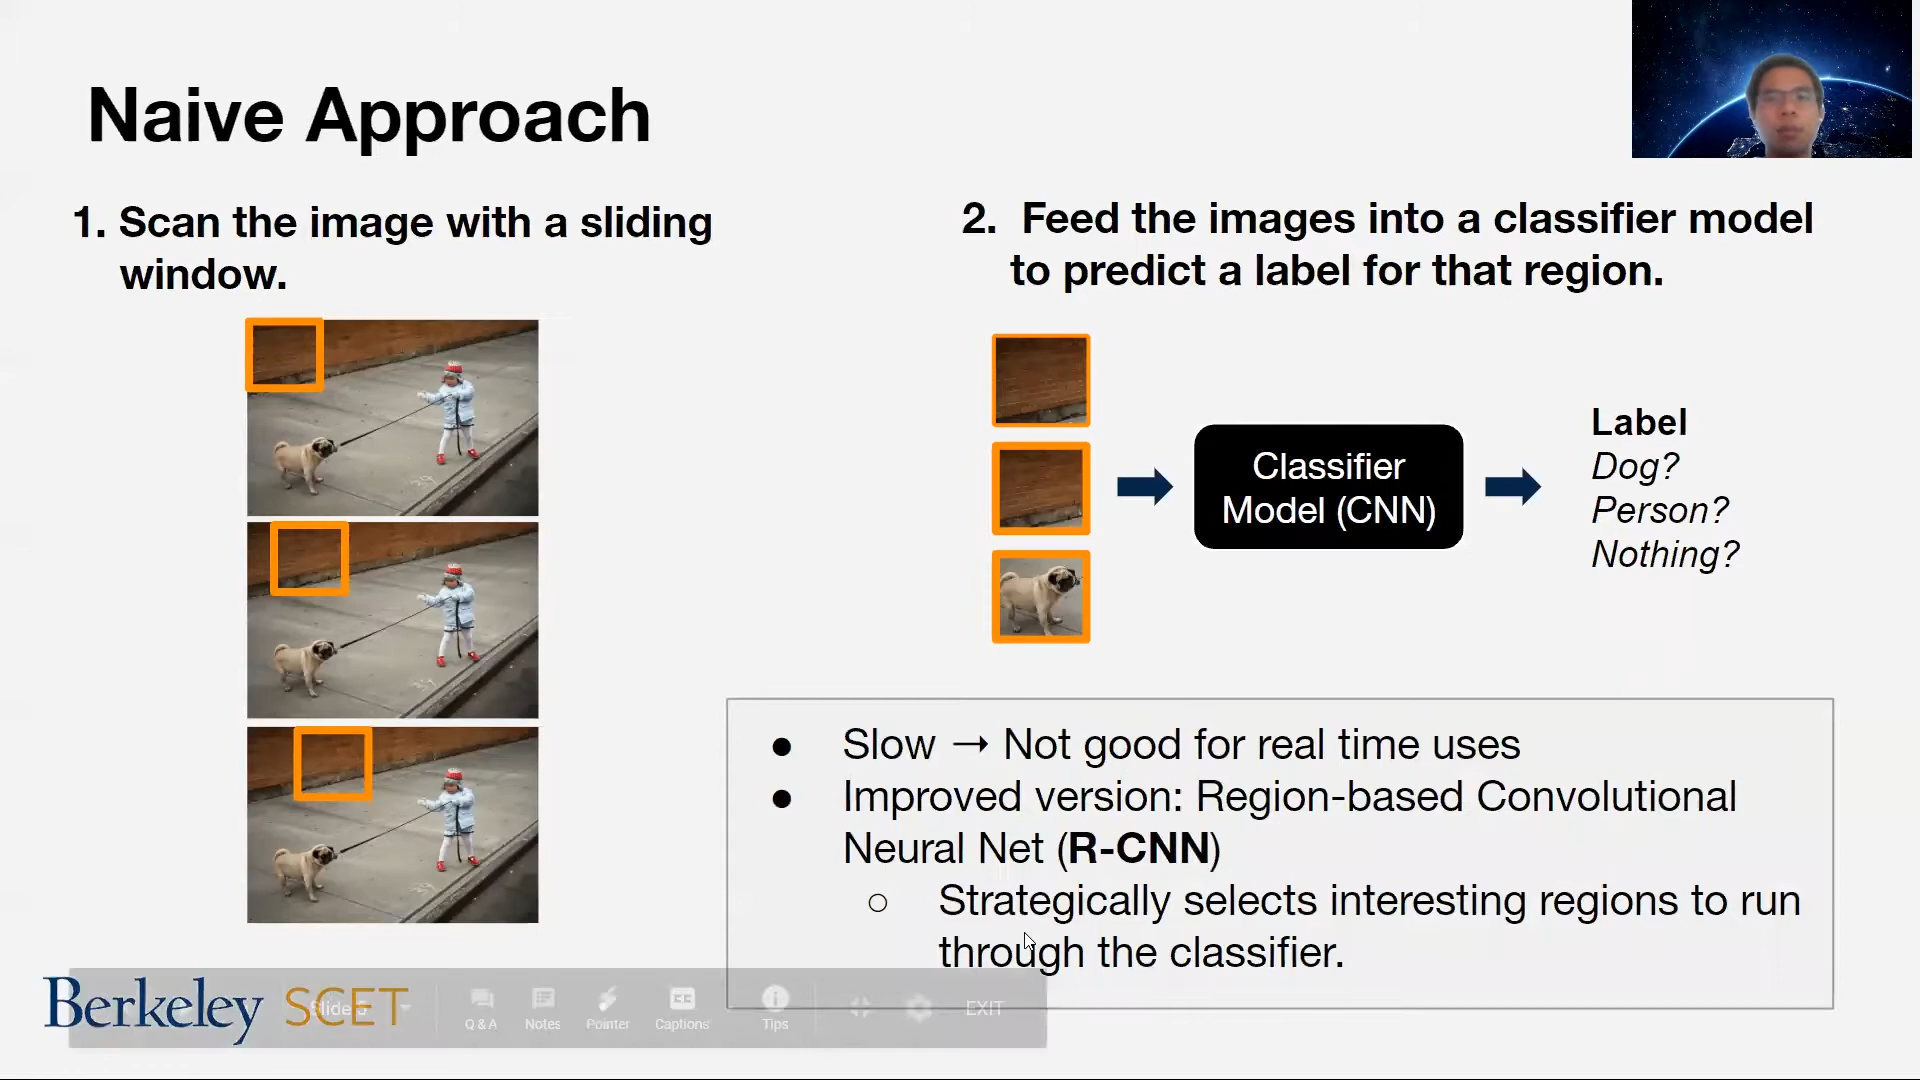 Naive Approach
1. Scan the image with a sliding
window.
2. Feed the images into a classifier model
to predict a label for that region.
Classifier
Model (CNN)
Label
Dog?
Person?
Nothing?
● Slow → Not good for real time uses
● Improved version: Region-based Convolutional
Neural Net (R-CNN)
○ Strategically selects interesting regions to run
through the classifier.
Berkeley SCET
Slide
Q & A
Notes
Pointer
Captions
Tips
EXIT